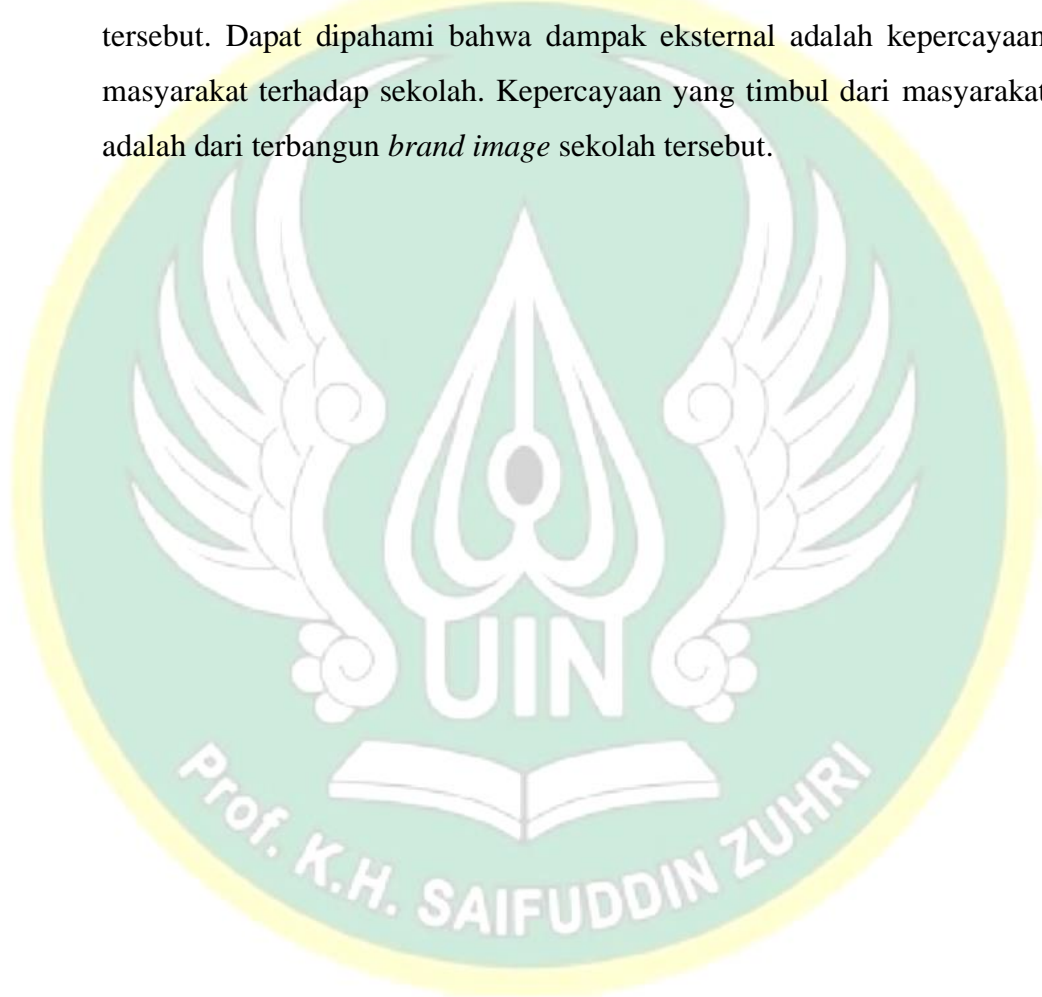 tersebut. Dapat dipahami bahwa dampak eksternal adalah kepercayaan
masyarakat terhadap sekolah. Kepercayaan yang timbul dari masyarakat
adalah dari terbangun brand image sekolah tersebut.
UIN
Prof. K.H. SAIFUDDIN ZUHRI